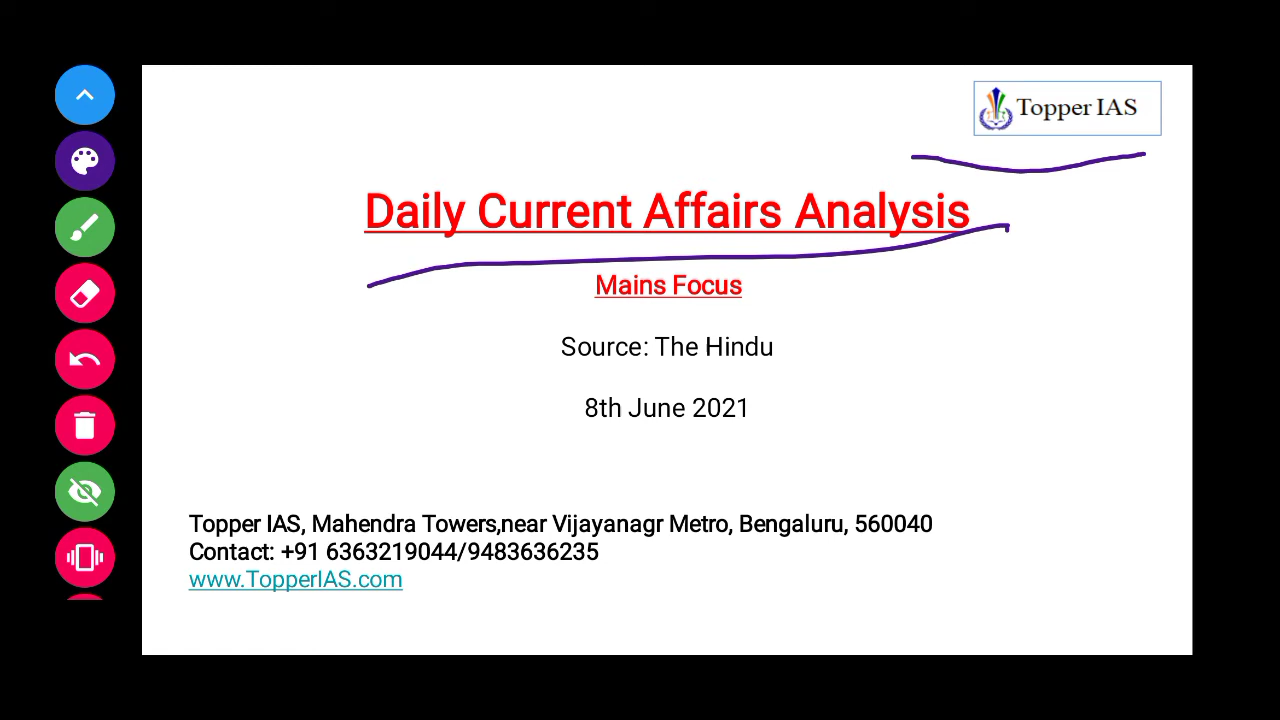 Topper IAS
Daily Current Affairs Analysis
Mains Focus
Source: The Hindu
8th June 2021
Topper IAS, Mahendra Towers,near Vijayanagr Metro, Bengaluru, 560040
Contact: +91 6363219044/9483636235
www.TopperIAS.com